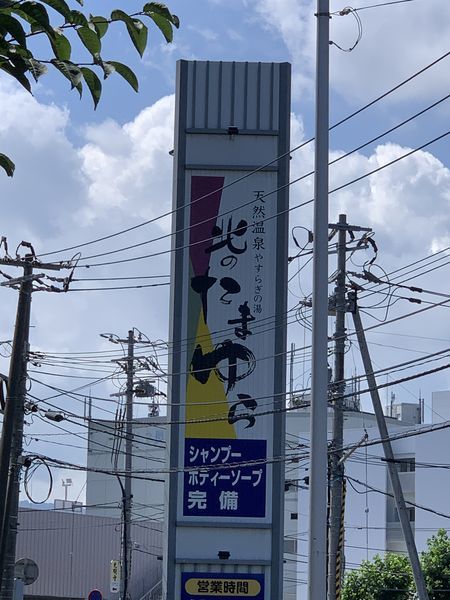 天然温泉 やすらぎの湯
北のたまゆら
シャンプー
ボディーソープ
完備
営業時間